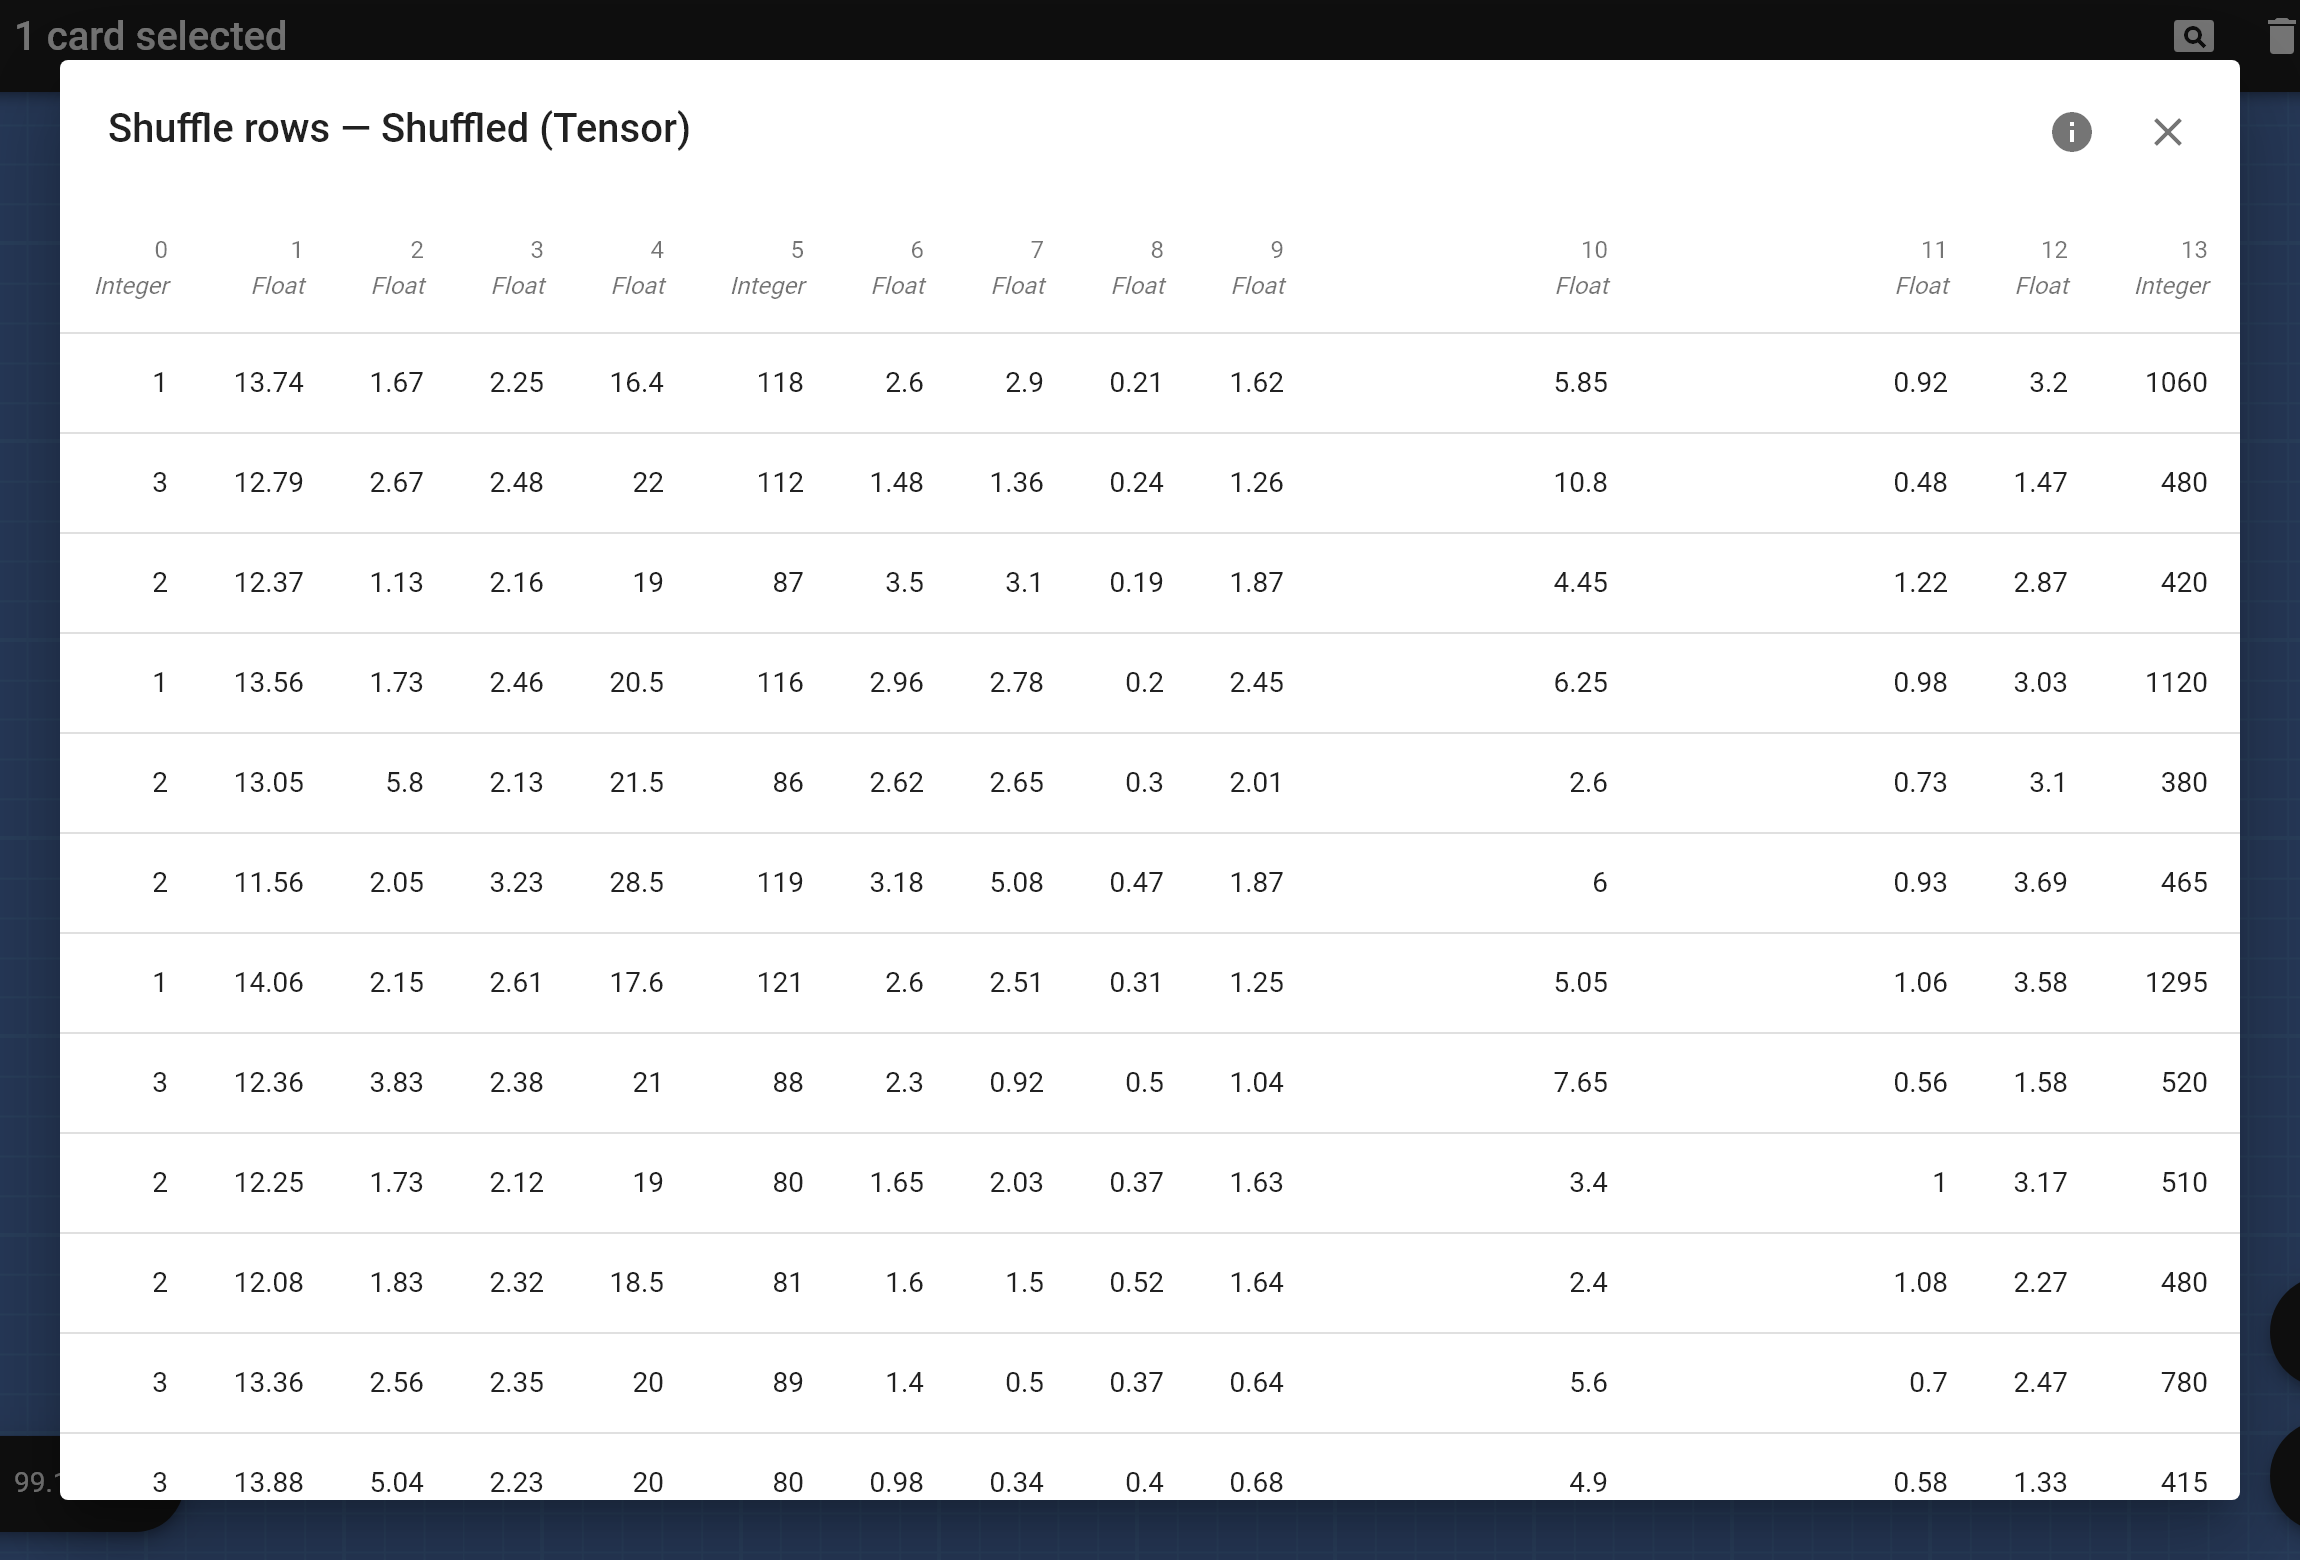 1 card selected
Shuffle rows — Shuffled (Tensor)
0 1 2 3 4 5 6 7 8 9 10 11 12 13
Integer Float Float Float Float Integer Float Float Float Float Float Float Float Integer
1 13.74 1.67 2.25 16.4 118 2.6 2.9 0.21 1.62 5.85 0.92 3.2 1060
3 12.79 2.67 2.48 22 112 1.48 1.36 0.24 1.26 10.8 0.48 1.47 480
2 12.37 1.13 2.16 19 87 3.5 3.1 0.19 1.87 4.45 1.22 2.87 420
1 13.56 1.73 2.46 20.5 116 2.96 2.78 0.2 2.45 6.25 0.98 3.03 1120
2 13.05 5.8 2.13 21.5 86 2.62 2.65 0.3 2.01 2.6 0.73 3.1 380
2 11.56 2.05 3.23 28.5 119 3.18 5.08 0.47 1.87 6 0.93 3.69 465
1 14.06 2.15 2.61 17.6 121 2.6 2.51 0.31 1.25 5.05 1.06 3.58 1295
3 12.36 3.83 2.38 21 88 2.3 0.92 0.5 1.04 7.65 0.56 1.58 520
2 12.25 1.73 2.12 19 80 1.65 2.03 0.37 1.63 3.4 1 3.17 510
2 12.08 1.83 2.32 18.5 81 1.6 1.5 0.52 1.64 2.4 1.08 2.27 480
3 13.36 2.56 2.35 20 89 1.4 0.5 0.37 0.64 5.6 0.7 2.47 780
3 13.88 5.04 2.23 20 80 0.98 0.34 0.4 0.68 4.9 0.58 1.33 415